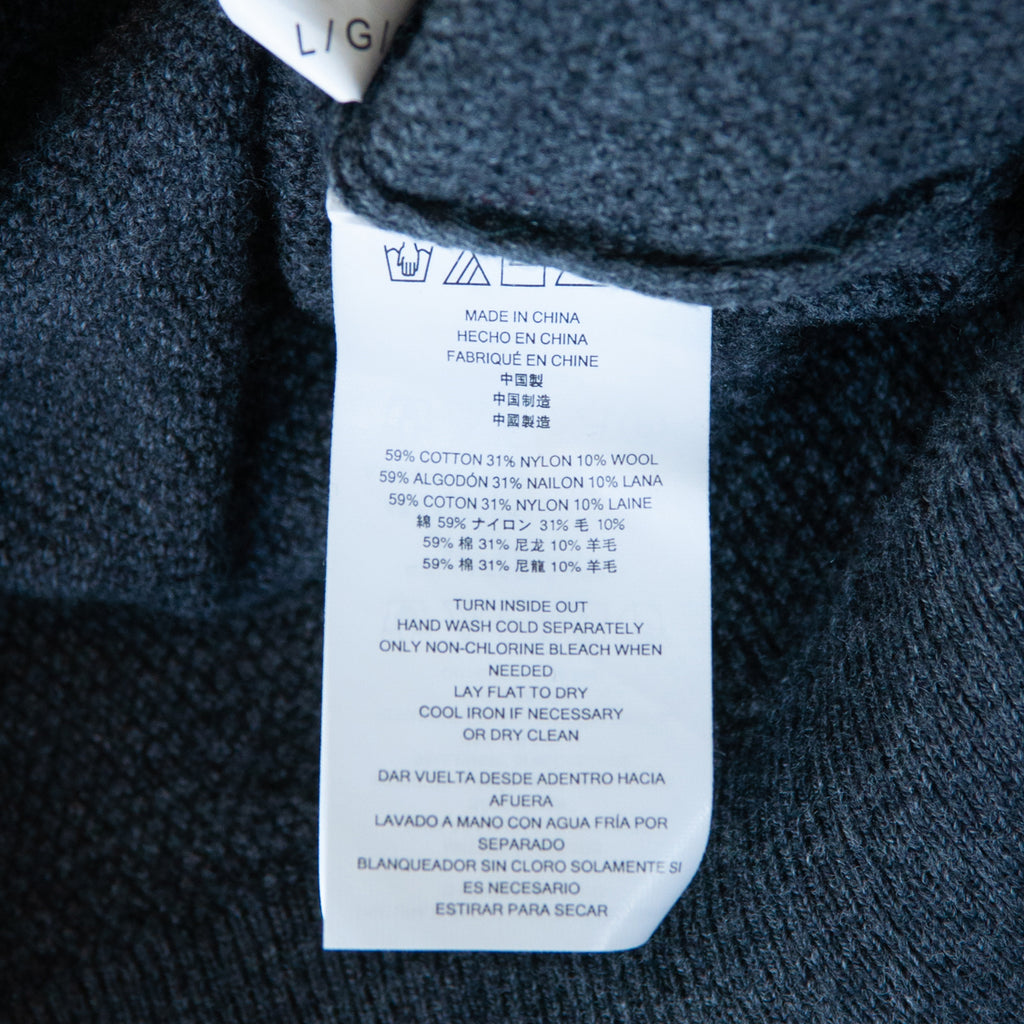 L/GI
MADE IN CHINA
HECHO EN CHINA
FABRIQUÉ EN CHINE
中国製
中国制造
中國製造
59% COTTON 31% NYLON 10% WOOL
59% ALGODÓN 31% NAILON 10% LANA
59% COTON 31% NYLON 10% LAINE
綿 59% ナイロン 31% 毛 10%
59% 棉 31% 尼龙 10% 羊毛
59% 棉 31% 尼龍 10% 羊毛
TURN INSIDE OUT
HAND WASH COLD SEPARATELY
ONLY NON-CHLORINE BLEACH WHEN
NEEDED
LAY FLAT TO DRY
COOL IRON IF NECESSARY
OR DRY CLEAN
DAR VUELTA DESDE ADENTRO HACIA
AFUERA
LAVADO A MANO CON AGUA FRÍA POR
SEPARADO
BLANQUEADOR SIN CLORO SOLAMENTE SI
ES NECESARIO
ESTIRAR PARA SECAR